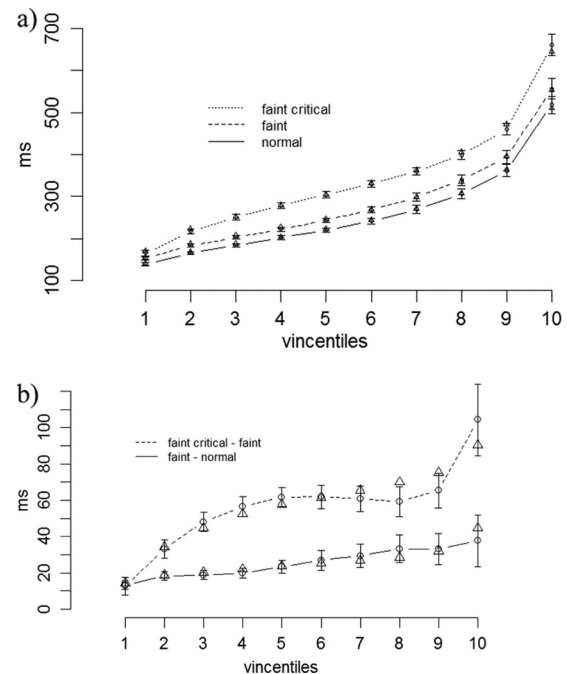 a)
700
500
300
100
ms
faint critical
faint
normal
1 2 3 4 5 6 7 8 9 10
vincentiles
b)
100
80
60
40
20
0
ms
faint critical - faint
faint - normal
1 2 3 4 5 6 7 8 9 10
vincentiles